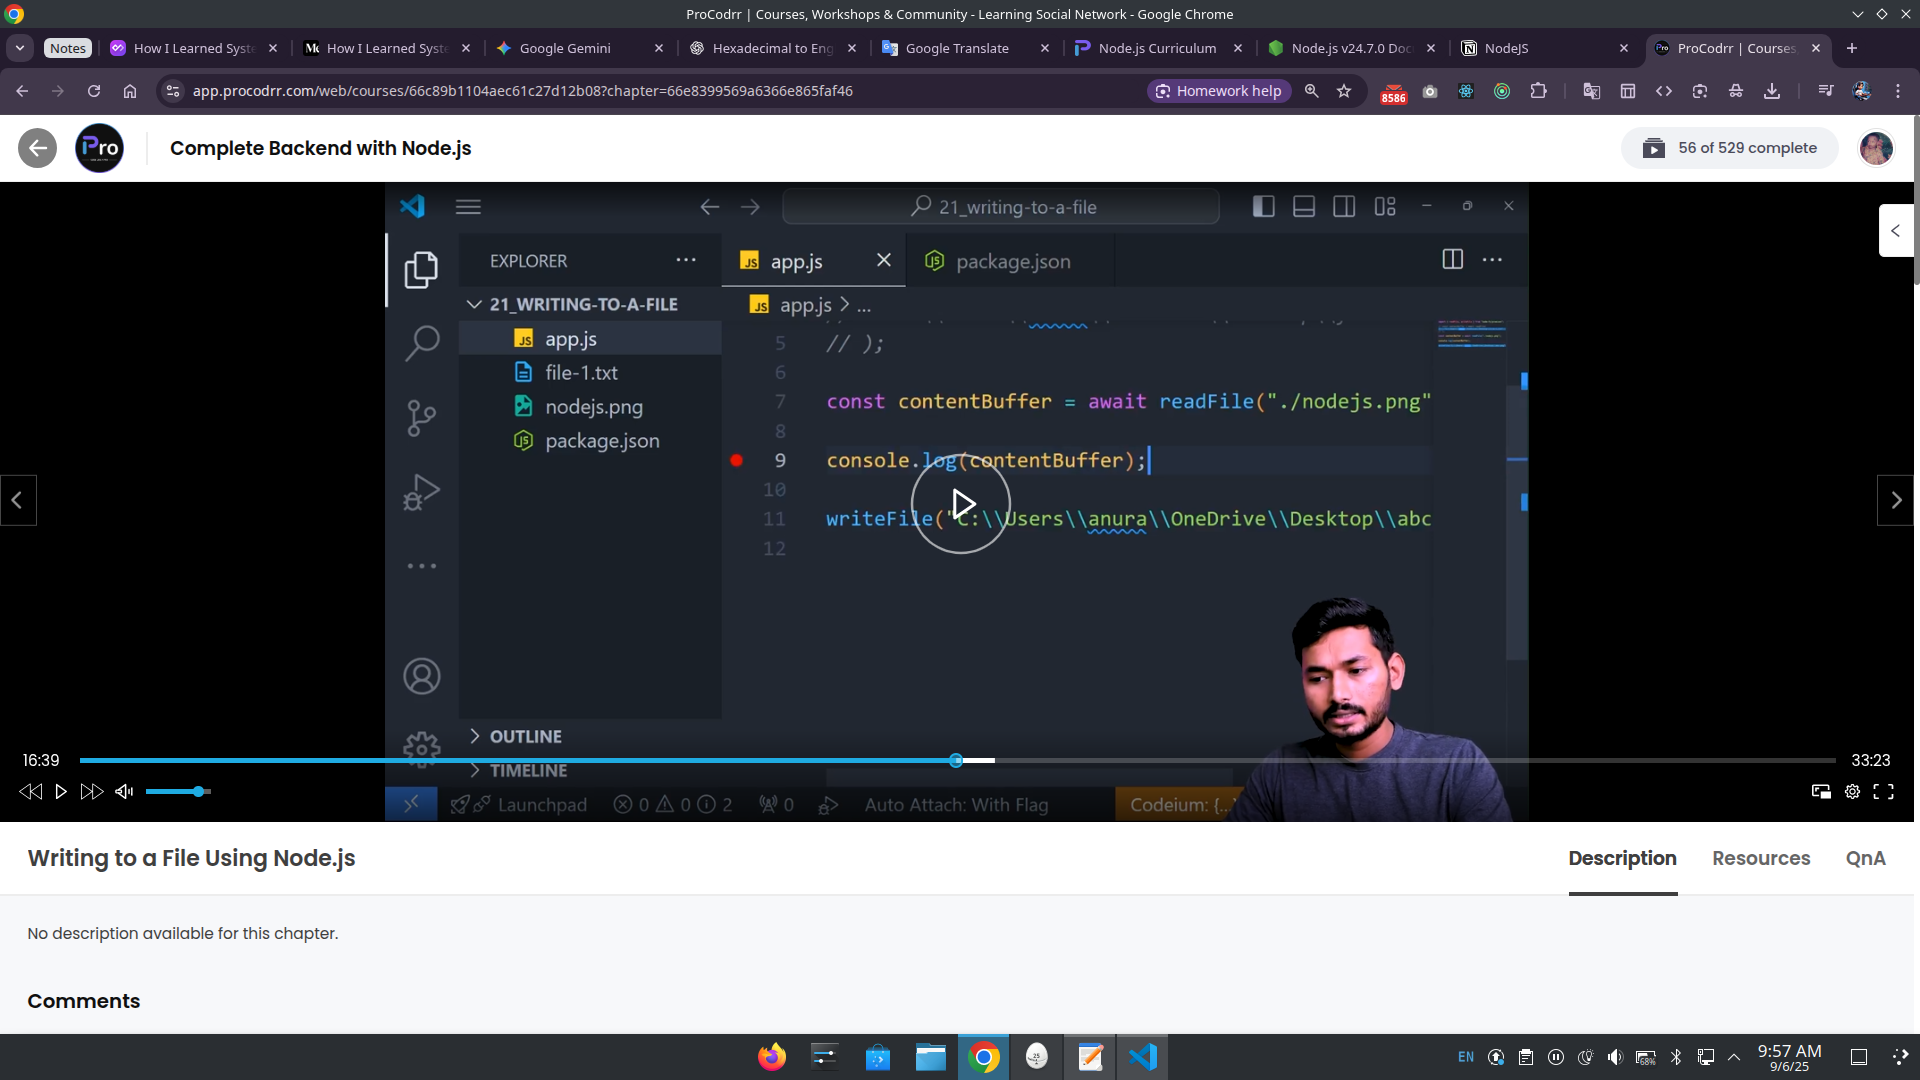 ProCodrr | Courses, Workshops & Community - Learning Social Network - Google Chrome
Notes
How I Learned Syste
How I Learned Syste
Google Gemini
Hexadecimal to Eng
Google Translate
Node.js Curriculum
Node.js v24.7.0 Doc
NodeJS
ProCodrr | Courses,
app.procodrr.com/web/courses/66c89b1104aec61c27d12b08?chapter=66e8399569a6366e865faf46
Homework help
8586
Pro
Complete Backend with Node.js
56 of 529 complete
21_writing-to-a-file
EXPLORER
app.js
package.json
21_WRITING-TO-A-FILE
app.js > ...
app.js
file-1.txt
nodejs.png
package.json
5 // );
6
7 const contentBuffer = await readFile("./nodejs.png"
8
9 console.log(contentBuffer);
10
11 writeFile("C:\\Users\\anura\\OneDrive\\Desktop\\abc
12
OUTLINE
TIMELINE
16:39
33:23
Launchpad
0 0 2
0
Auto Attach: With Flag
Codeium: {...}
Writing to a File Using Node.js
Description
Resources
QnA
No description available for this chapter.
Comments
25
EN
68%
9:57 AM
9/6/25